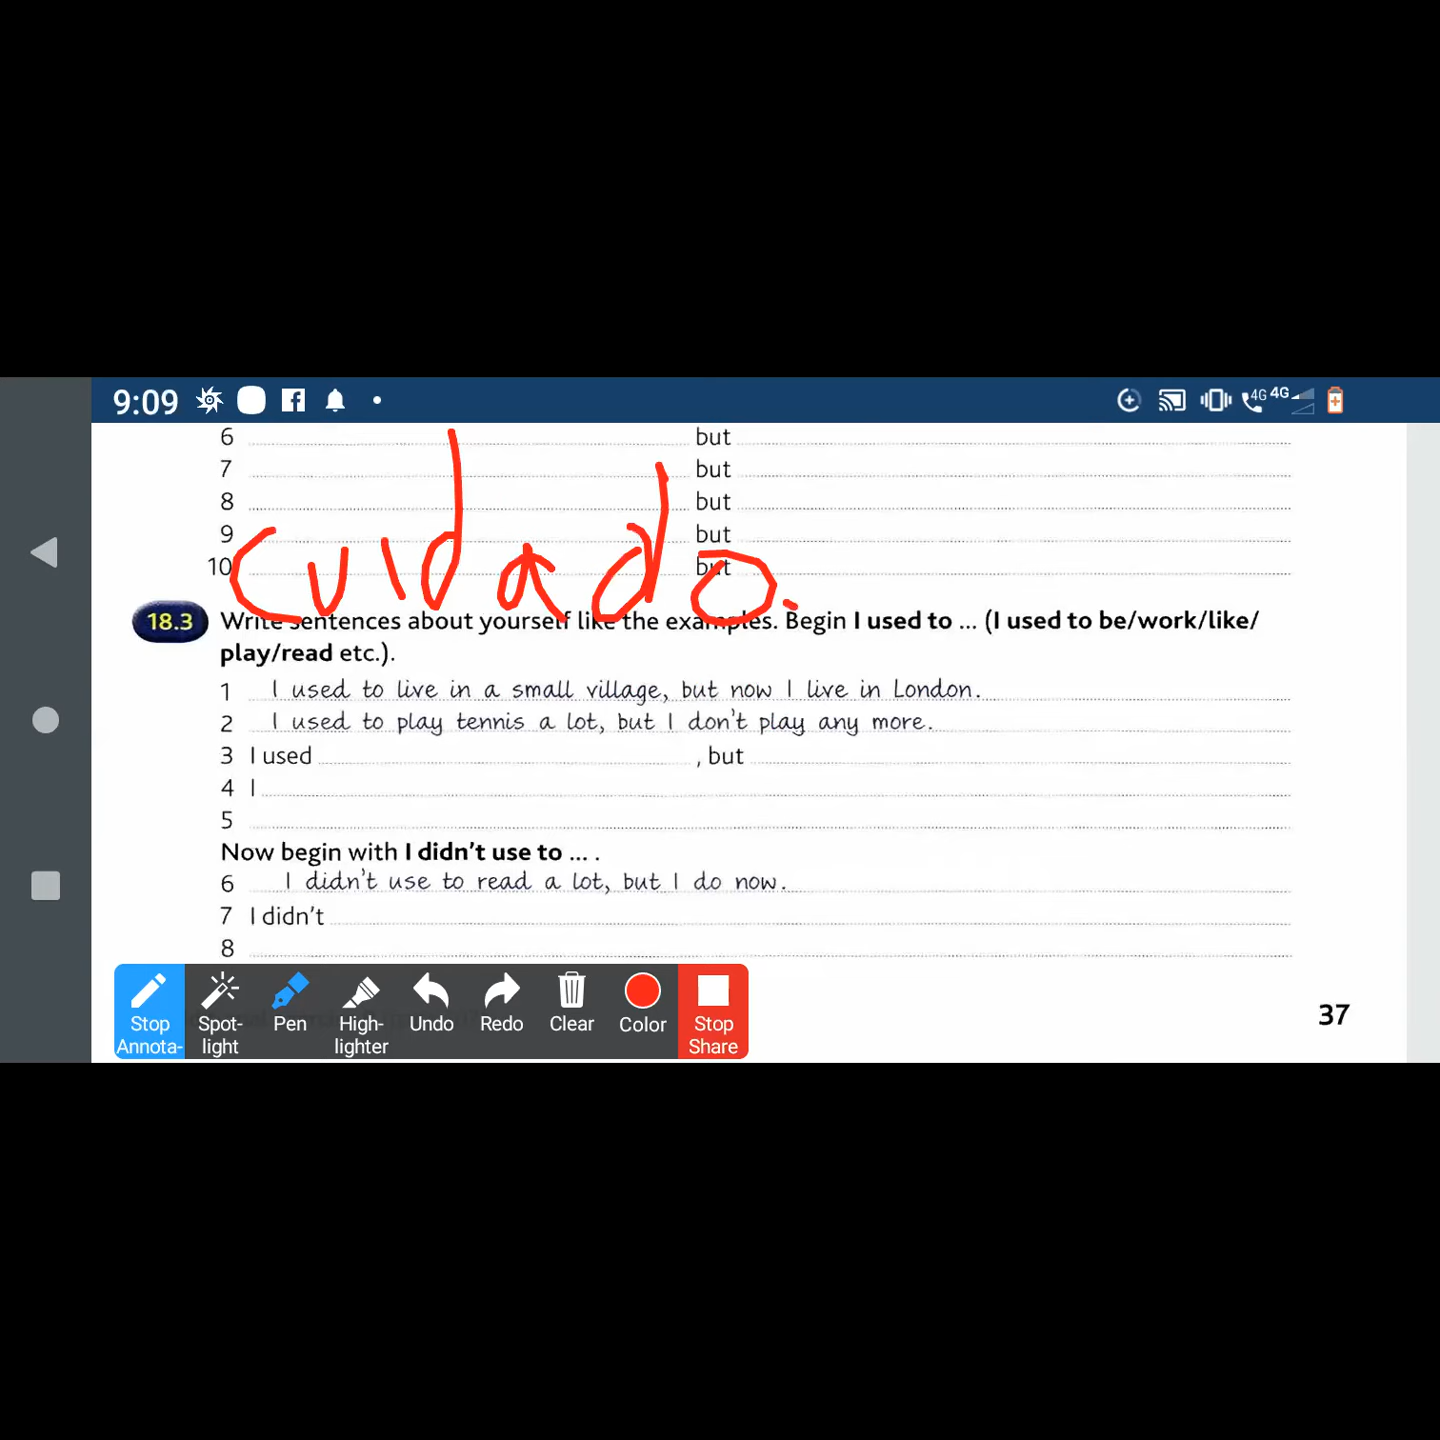 9:09 4G 4G
6 but
7 but
8 but
9 but
10 but
cuidado.
18.3 Write sentences about yourself like the examples. Begin I used to ... (I used to be/work/like/
play/read etc.).
1 I used to live in a small village, but now I live in London.
2 I used to play tennis a lot, but I don't play any more.
3 I used , but
4 I
5
Now begin with I didn't use to ... .
6 I didn't use to read a lot, but I do now.
7 I didn't
8
Stop Annota- Spot-light Pen High-lighter Undo Redo Clear Color Stop Share
37